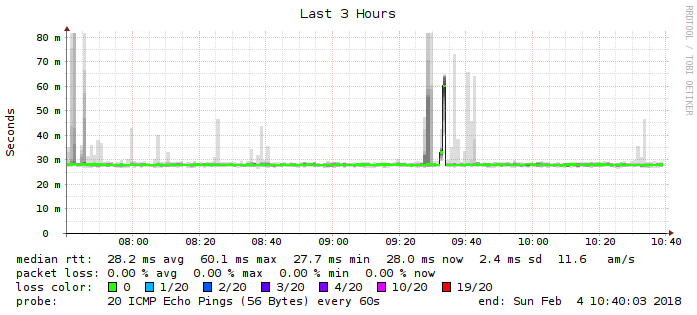 Last 3 Hours
RRDTOOL / TOBI OETIKER
Seconds
80 m
70 m
60 m
50 m
40 m
30 m
20 m
10 m
0
08:00 08:20 08:40 09:00 09:20 09:40 10:00 10:20 10:40
median rtt: 28.2 ms avg 60.1 ms max 27.7 ms min 28.0 ms now 2.4 ms sd 11.6 am/s
packet loss: 0.00 % avg 0.00 % max 0.00 % min 0.00 % now
loss color: 0 1/20 2/20 3/20 4/20 10/20 19/20
probe: 20 ICMP Echo Pings (56 Bytes) every 60s end: Sun Feb 4 10:40:03 2018